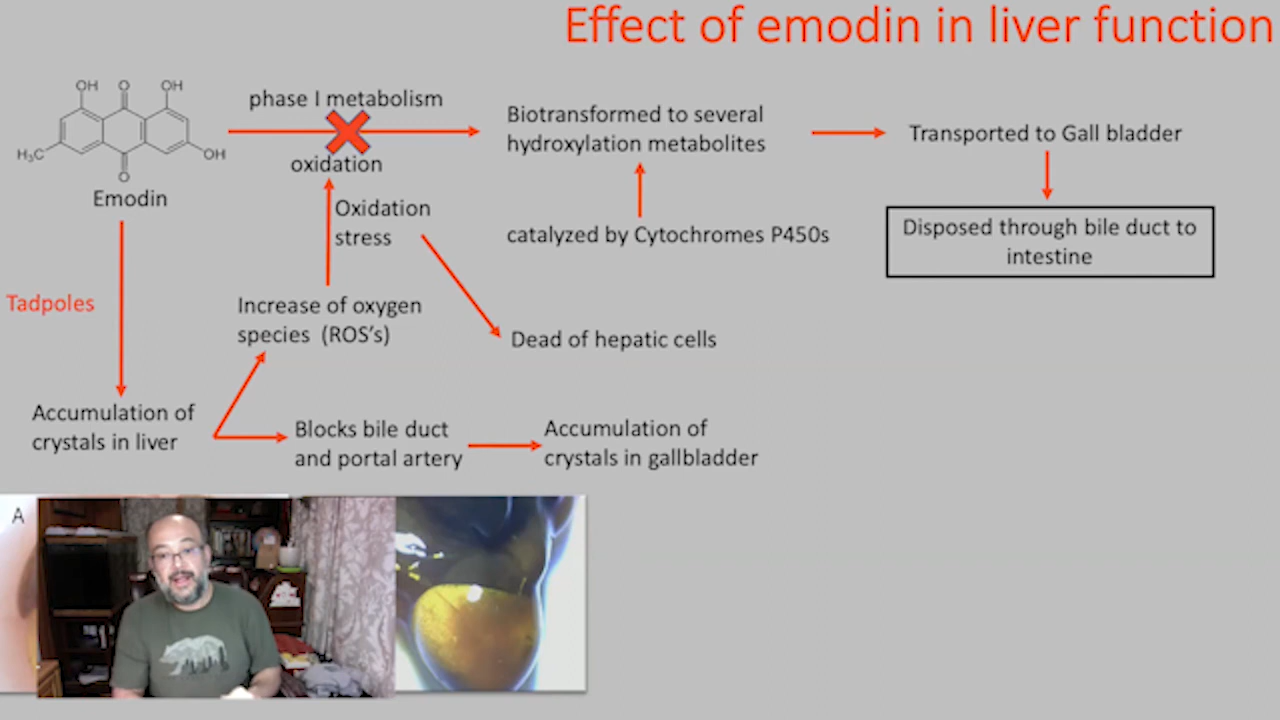 Effect of emodin in liver function
OH
O
OH
H₃C
OH
O
Emodin
phase I metabolism
oxidation
Biotransformed to several
hydroxylation metabolites
Transported to Gall bladder
Oxidation
stress
catalyzed by Cytochromes P450s
Disposed through bile duct to
intestine
Tadpoles
Increase of oxygen
species (ROS’s)
Dead of hepatic cells
Accumulation of
crystals in liver
Blocks bile duct
and portal artery
Accumulation of
crystals in gallbladder
A